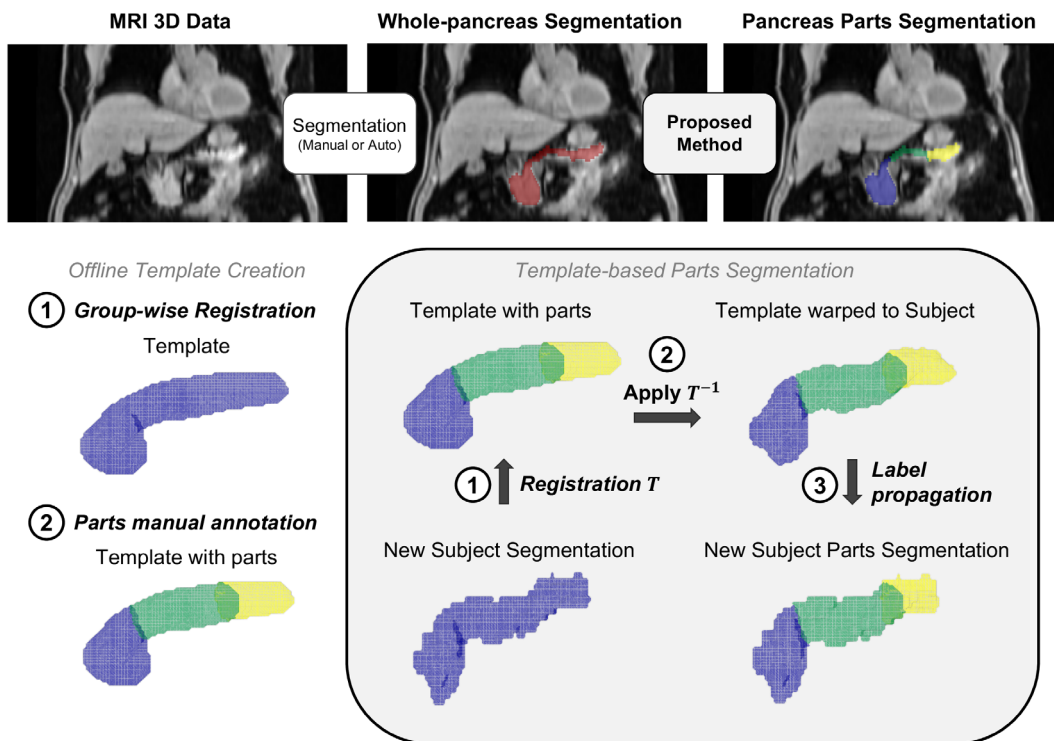 MRI 3D Data
Whole-pancreas Segmentation
Pancreas Parts Segmentation
Segmentation
(Manual or Auto)
Proposed
Method
Offline Template Creation
1 Group-wise Registration
Template
2 Parts manual annotation
Template with parts
Template-based Parts Segmentation
Template with parts
Template warped to Subject
2
Apply T⁻¹
1 Registration T
3 Label
propagation
New Subject Segmentation
New Subject Parts Segmentation